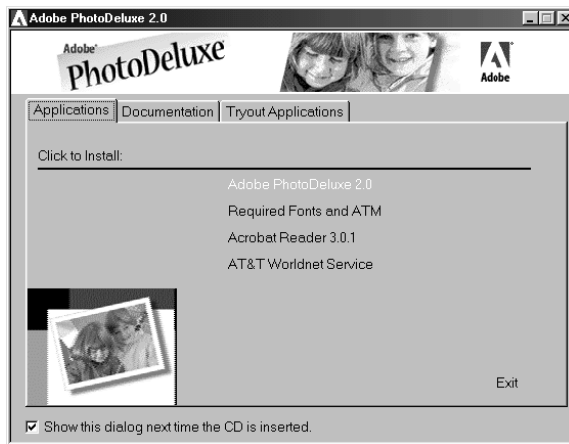 Adobe PhotoDeluxe 2.0
Adobe®
PhotoDeluxe®
Adobe
Applications
Documentation
Tryout Applications
Click to Install:
Adobe PhotoDeluxe 2.0
Required Fonts and ATM
Acrobat Reader 3.0.1
AT&T Worldnet Service
Exit
Show this dialog next time the CD is inserted.